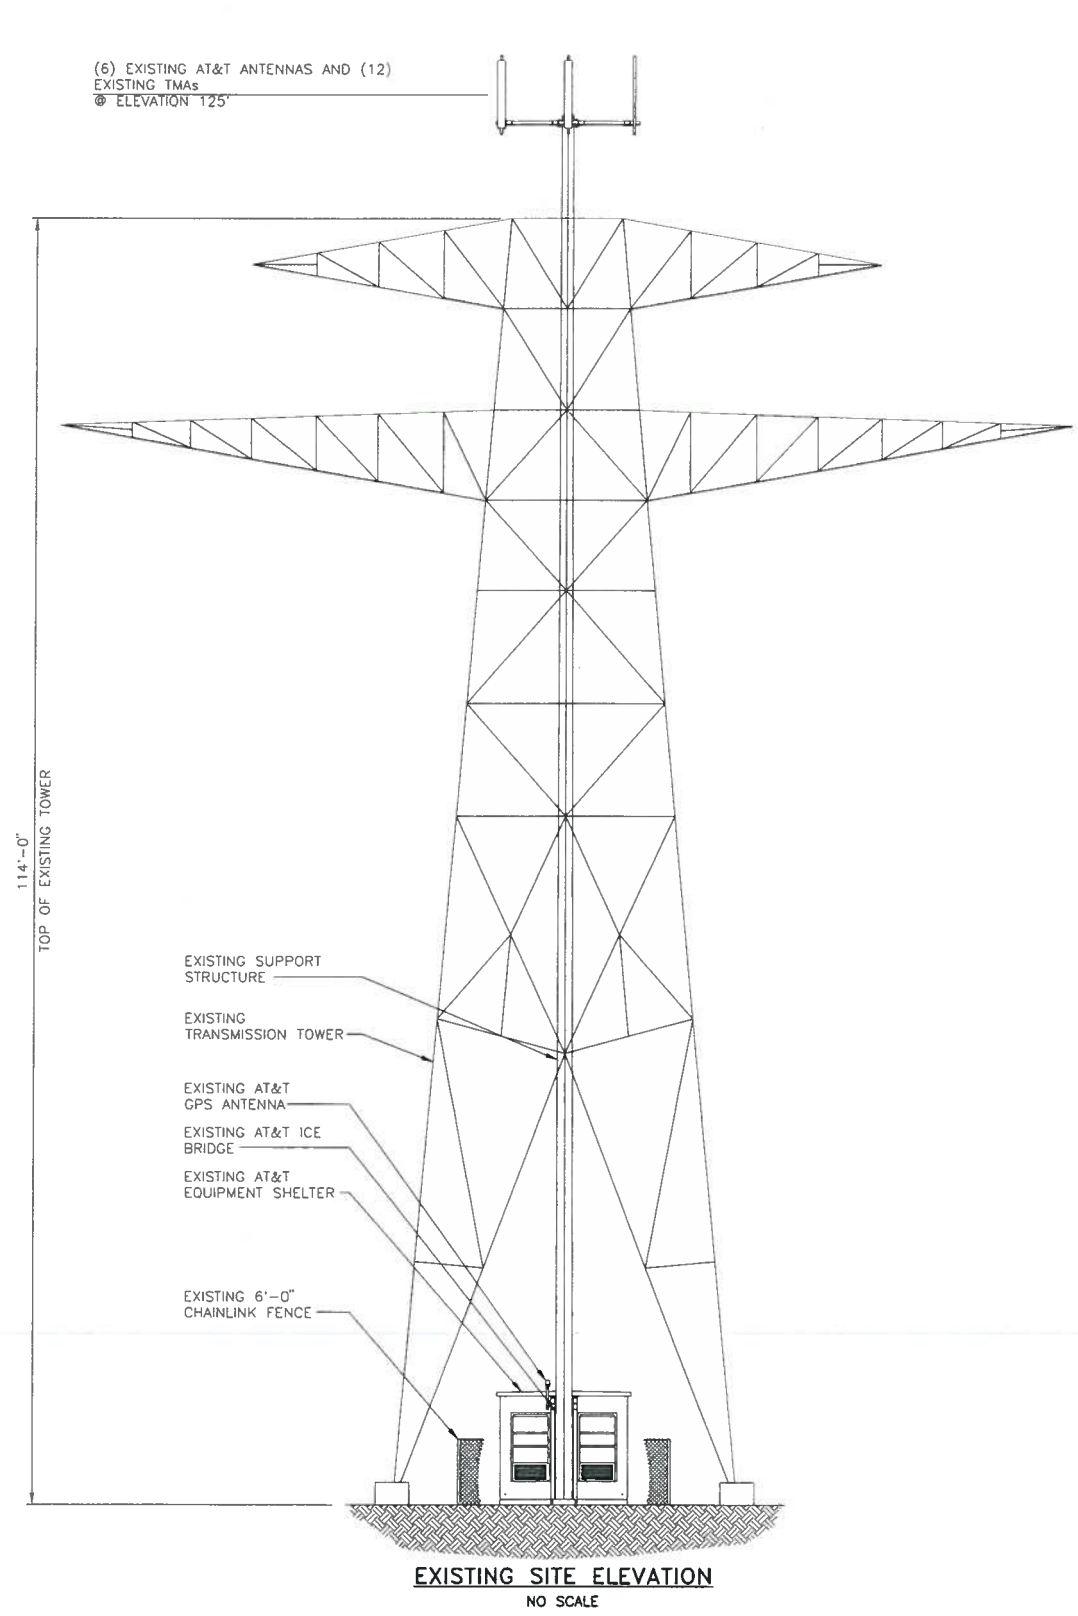 (6) EXISTING AT&T ANTENNAS AND (12)
EXISTING TMAs
@ ELEVATION 125'
114'-0"
TOP OF EXISTING TOWER
EXISTING SUPPORT
STRUCTURE
EXISTING
TRANSMISSION TOWER
EXISTING AT&T
GPS ANTENNA
EXISTING AT&T ICE
BRIDGE
EXISTING AT&T
EQUIPMENT SHELTER
EXISTING 6'-0"
CHAINLINK FENCE
EXISTING SITE ELEVATION
NO SCALE